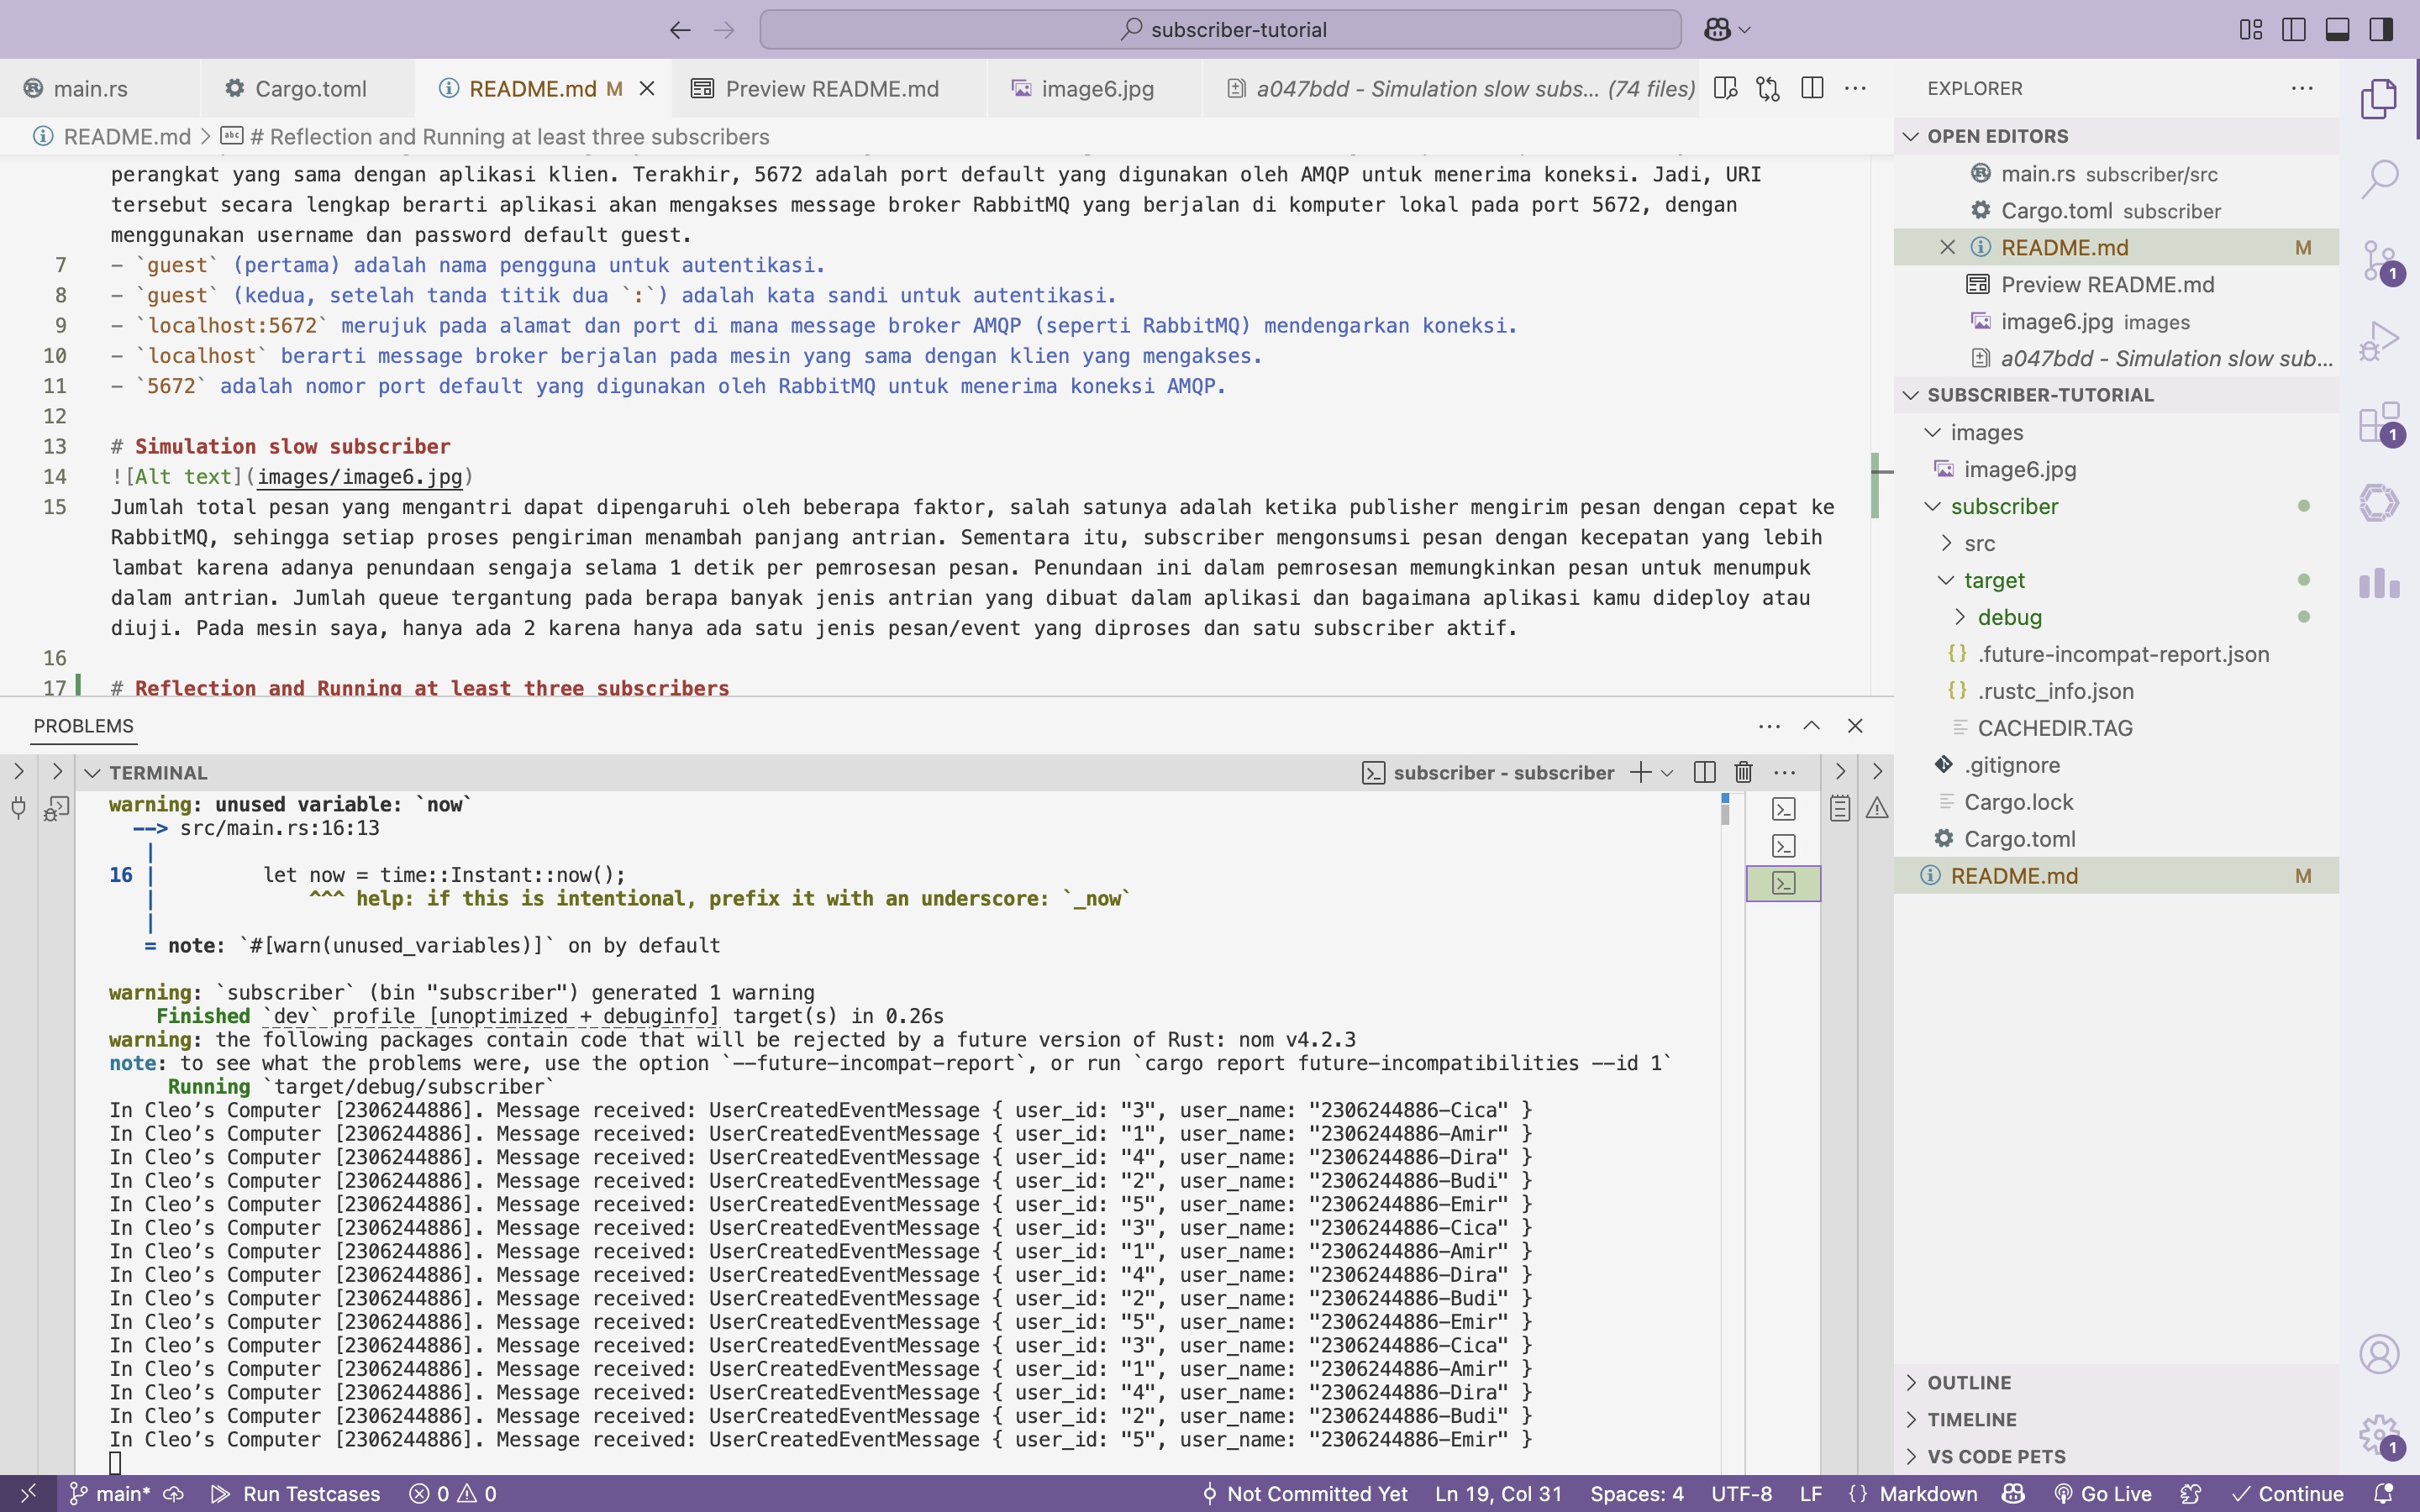 subscriber-tutorial
main.rs
Cargo.toml
README.md M
Preview README.md
image6.jpg
a047bdd - Simulation slow subs... (74 files)
README.md > # Reflection and Running at least three subscribers
perangkat yang sama dengan aplikasi klien. Terakhir, 5672 adalah port default yang digunakan oleh AMQP untuk menerima koneksi. Jadi, URI
tersebut secara lengkap berarti aplikasi akan mengakses message broker RabbitMQ yang berjalan di komputer lokal pada port 5672, dengan
menggunakan username dan password default guest.
7 - `guest` (pertama) adalah nama pengguna untuk autentikasi.
8 - `guest` (kedua, setelah tanda titik dua `:`) adalah kata sandi untuk autentikasi.
9 - `localhost:5672` merujuk pada alamat dan port di mana message broker AMQP (seperti RabbitMQ) mendengarkan koneksi.
10 - `localhost` berarti message broker berjalan pada mesin yang sama dengan klien yang mengakses.
11 - `5672` adalah nomor port default yang digunakan oleh RabbitMQ untuk menerima koneksi AMQP.
12
13 # Simulation slow subscriber
14 ![Alt text](images/image6.jpg)
15 Jumlah total pesan yang mengantri dapat dipengaruhi oleh beberapa faktor, salah satunya adalah ketika publisher mengirim pesan dengan cepat ke
RabbitMQ, sehingga setiap proses pengiriman menambah panjang antrian. Sementara itu, subscriber mengonsumsi pesan dengan kecepatan yang lebih
lambat karena adanya penundaan sengaja selama 1 detik per pemrosesan pesan. Penundaan ini dalam pemrosesan memungkinkan pesan untuk menumpuk
dalam antrian. Jumlah queue tergantung pada berapa banyak jenis antrian yang dibuat dalam aplikasi dan bagaimana aplikasi kamu dideploy atau
diuji. Pada mesin saya, hanya ada 2 karena hanya ada satu jenis pesan/event yang diproses dan satu subscriber aktif.
16
17 # Reflection and Running at least three subscribers
PROBLEMS
TERMINAL
subscriber - subscriber
warning: unused variable: `now`
--> src/main.rs:16:13
|
16 | let now = time::Instant::now();
| ^^^ help: if this is intentional, prefix it with an underscore: `_now`
|
= note: `#[warn(unused_variables)]` on by default
warning: `subscriber` (bin "subscriber") generated 1 warning
Finished `dev` profile [unoptimized + debuginfo] target(s) in 0.26s
warning: the following packages contain code that will be rejected by a future version of Rust: nom v4.2.3
note: to see what the problems were, use the option `--future-incompat-report`, or run `cargo report future-incompatibilities --id 1`
Running `target/debug/subscriber`
In Cleo’s Computer [2306244886]. Message received: UserCreatedEventMessage { user_id: "3", user_name: "2306244886-Cica" }
In Cleo’s Computer [2306244886]. Message received: UserCreatedEventMessage { user_id: "1", user_name: "2306244886-Amir" }
In Cleo’s Computer [2306244886]. Message received: UserCreatedEventMessage { user_id: "4", user_name: "2306244886-Dira" }
In Cleo’s Computer [2306244886]. Message received: UserCreatedEventMessage { user_id: "2", user_name: "2306244886-Budi" }
In Cleo’s Computer [2306244886]. Message received: UserCreatedEventMessage { user_id: "5", user_name: "2306244886-Emir" }
In Cleo’s Computer [2306244886]. Message received: UserCreatedEventMessage { user_id: "3", user_name: "2306244886-Cica" }
In Cleo’s Computer [2306244886]. Message received: UserCreatedEventMessage { user_id: "1", user_name: "2306244886-Amir" }
In Cleo’s Computer [2306244886]. Message received: UserCreatedEventMessage { user_id: "4", user_name: "2306244886-Dira" }
In Cleo’s Computer [2306244886]. Message received: UserCreatedEventMessage { user_id: "2", user_name: "2306244886-Budi" }
In Cleo’s Computer [2306244886]. Message received: UserCreatedEventMessage { user_id: "5", user_name: "2306244886-Emir" }
In Cleo’s Computer [2306244886]. Message received: UserCreatedEventMessage { user_id: "3", user_name: "2306244886-Cica" }
In Cleo’s Computer [2306244886]. Message received: UserCreatedEventMessage { user_id: "1", user_name: "2306244886-Amir" }
In Cleo’s Computer [2306244886]. Message received: UserCreatedEventMessage { user_id: "4", user_name: "2306244886-Dira" }
In Cleo’s Computer [2306244886]. Message received: UserCreatedEventMessage { user_id: "2", user_name: "2306244886-Budi" }
In Cleo’s Computer [2306244886]. Message received: UserCreatedEventMessage { user_id: "5", user_name: "2306244886-Emir" }
EXPLORER
OPEN EDITORS
main.rs subscriber/src
Cargo.toml subscriber
README.md M
Preview README.md
image6.jpg images
a047bdd - Simulation slow sub...
SUBSCRIBER-TUTORIAL
images
image6.jpg
subscriber
src
target
debug
{} .future-incompat-report.json
{} .rustc_info.json
CACHEDIR.TAG
.gitignore
Cargo.lock
Cargo.toml
README.md M
OUTLINE
TIMELINE
VS CODE PETS
1
1
1
main*
Run Testcases
0
0
Not Committed Yet
Ln 19, Col 31
Spaces: 4
UTF-8
LF
{} Markdown
Go Live
Continue